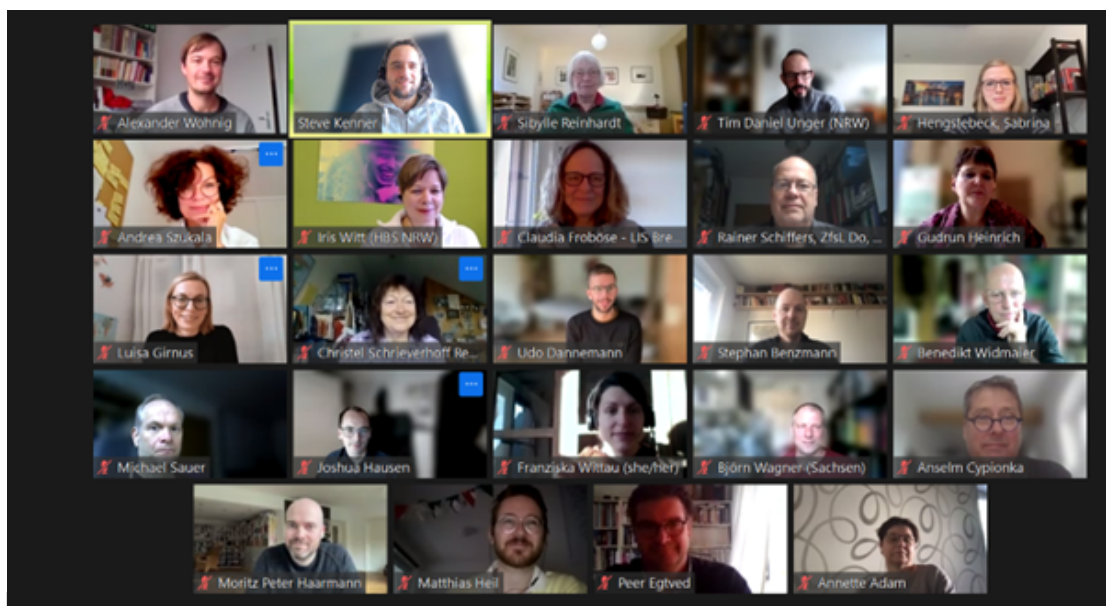 Alexander Wohnig
Steve Kenner
Sibylle Reinhardt
Tim Daniel Unger (NRW)
Hengstebeck, Sabrina
Andrea Szukala
Iris Witt (HBS NRW)
Claudia Froböse - LIS Bre...
Rainer Schiffers, ZfsL Do, ...
Gudrun Heinrich
Luisa Girnus
Christel Schrieverhoff Re...
Udo Dannemann
Stephan Benzmann
Benedikt Widmaier
Michael Sauer
Joshua Hausen
Franziska Wittau (she/her)
Björn Wagner (Sachsen)
Anselm Cypionka
Moritz Peter Haarmann
Matthias Heil
Peer Egtved
Annette Adam